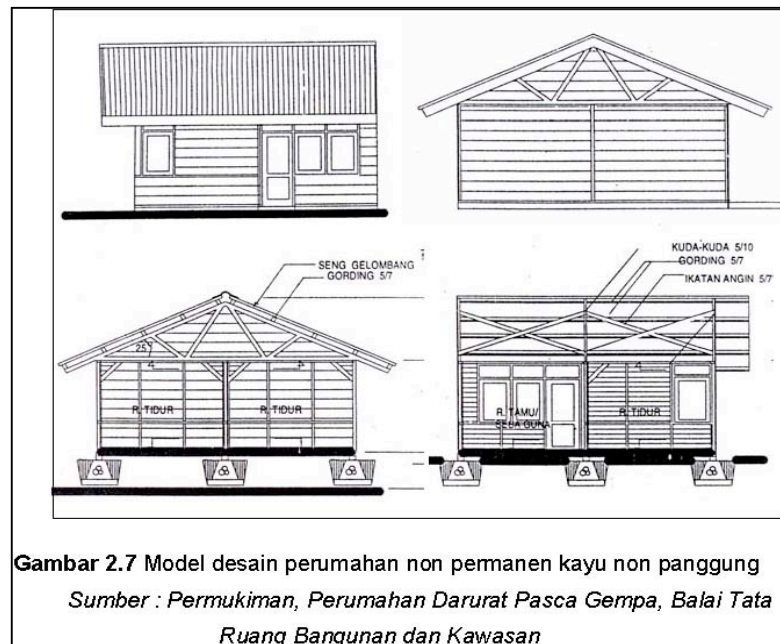 SENG GELOMBANG
GORDING 5/7
25°
R. TIDUR
R. TIDUR
KUDA-KUDA 5/10
GORDING 5/7
IKATAN ANGIN 5/7
R. TAMU/
SEBA GUNA
R. TIDUR
Gambar 2.7 Model desain perumahan non permanen kayu non panggung
Sumber : Permukiman, Perumahan Darurat Pasca Gempa, Balai Tata
Ruang Bangunan dan Kawasan